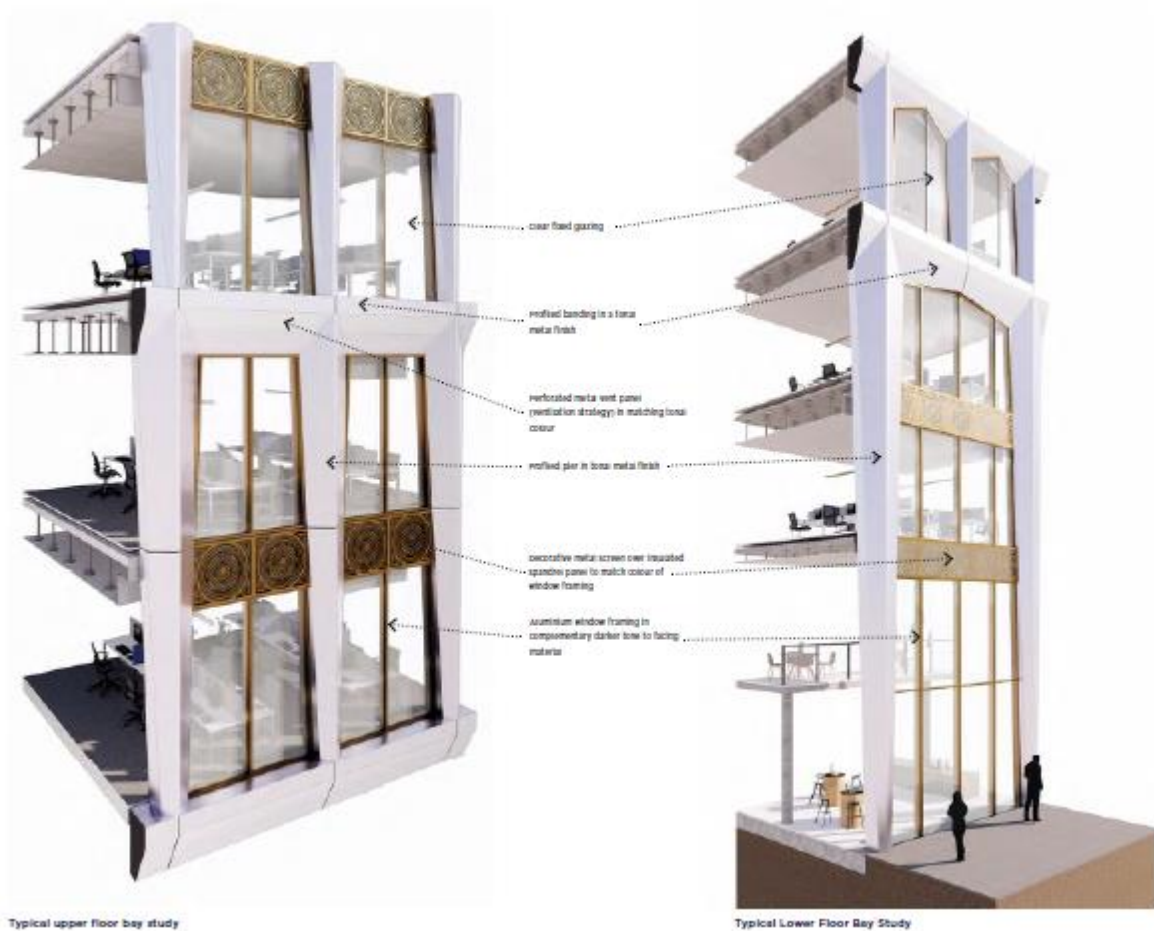 Clear fixed glazing
Profiled banding in a tonal
metal finish
Perforated metal vent panel
(ventilation strategy) in matching tonal
colour
Profiled pier in tonal metal finish
Decorative metal screen over insulated
spandrel panel to match colour of
window framing
Aluminium window framing in
complementary darker tone to facing
material
Typical upper floor bay study
Typical Lower Floor Bay Study